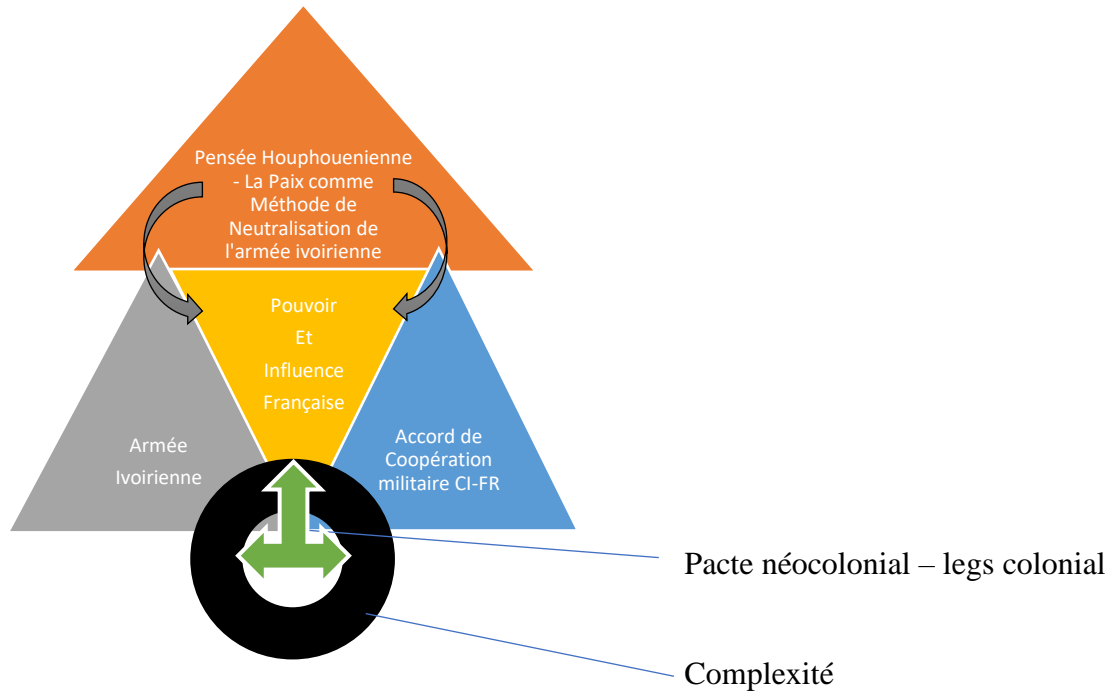 Pensée Houphouenienne
- La Paix comme
Méthode de
Neutralisation de
l'armée ivoirienne
Pouvoir
Et
Influence
Française
Armée
Ivoirienne
Accord de
Coopération
militaire CI-FR
Pacte néocolonial – legs colonial
Complexité